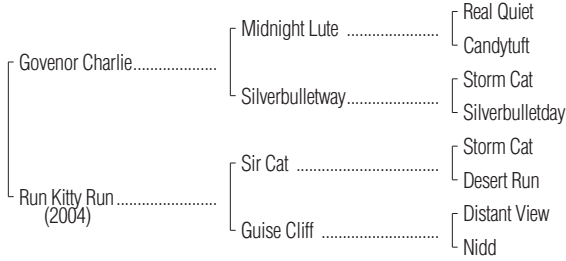 Real Quiet
Midnight Lute ....................
Candytuft
Govenor Charlie....................
Storm Cat
Silverbulletway....................
Silverbulletday
Storm Cat
Sir Cat ....................
Desert Run
Run Kitty Run ....................
(2004)
Distant View
Guise Cliff ....................
Nidd